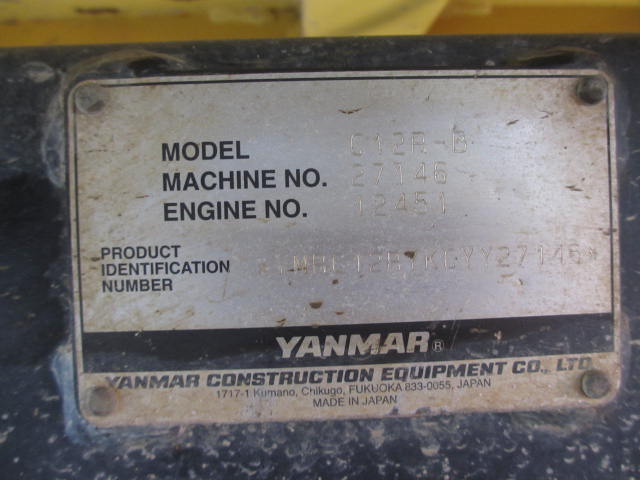 MODEL C12R-B
MACHINE NO. 27146
ENGINE NO. 12451
PRODUCT
IDENTIFICATION
NUMBER
YANMAR®
YANMAR CONSTRUCTION EQUIPMENT CO., LTD.
1717-1 Kumano, Chikugo, FUKUOKA 833-0055, JAPAN
MADE IN JAPAN